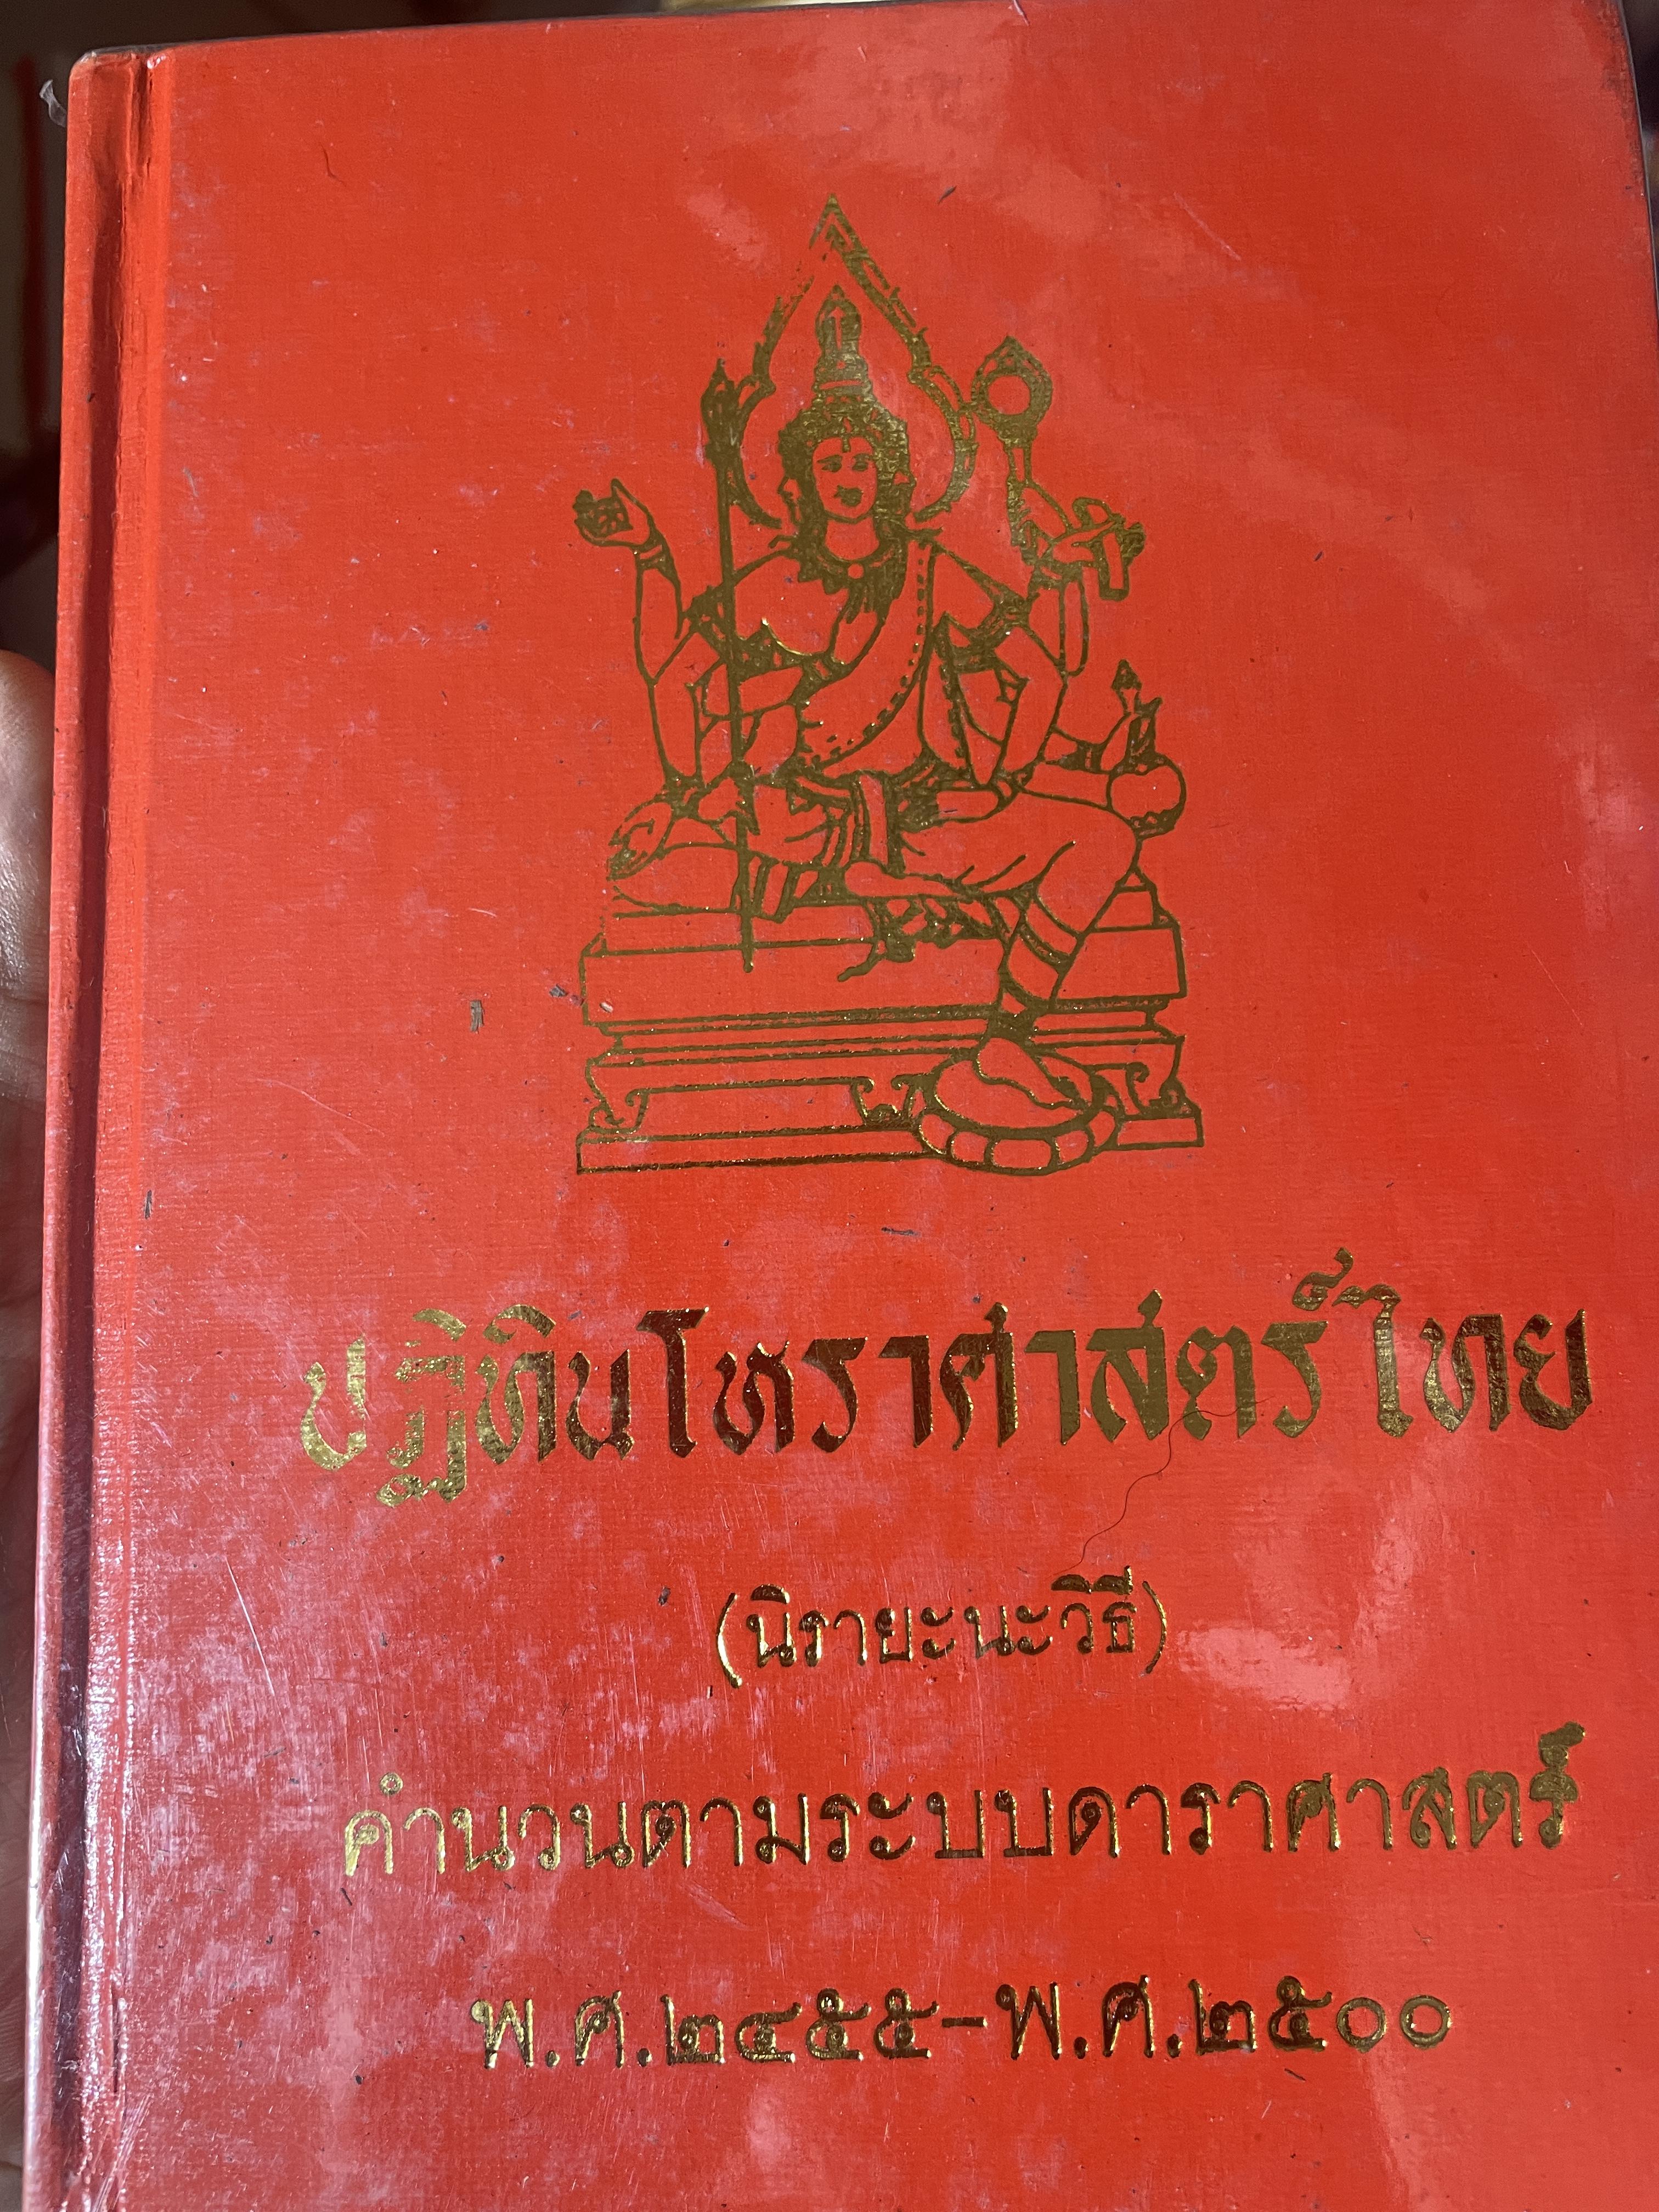 ปฏิทินโหราศาสตร์ไทย
(นิรายะนะวิธี)
คำนวนตามระบบดาราศาสตร์
พ.ศ.๒๔๕๕-พ.ศ.๒๕๐๐